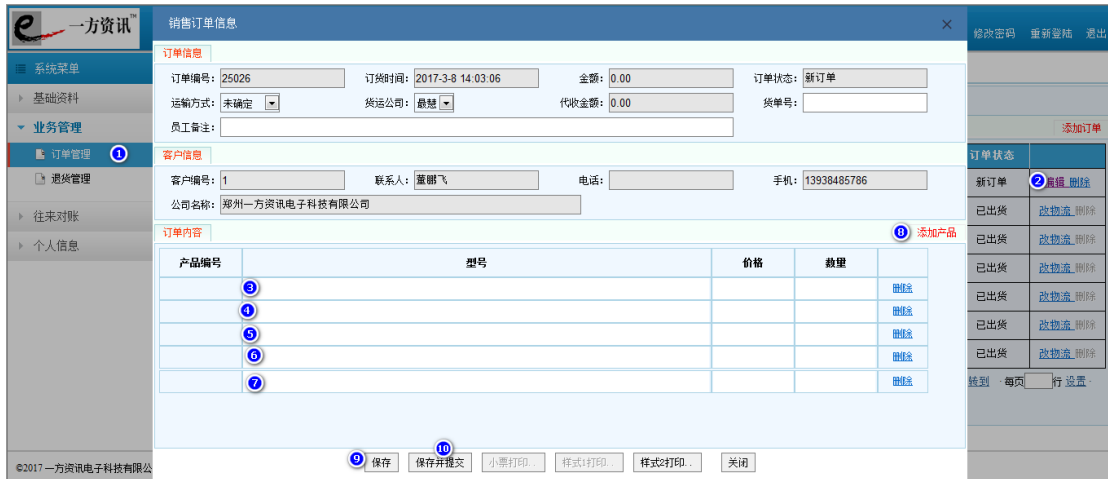 一方资讯™
销售订单信息
×
修改密码 重新登陆 退出
系统菜单
基础资料
业务管理
订单管理 1
退货管理
往来对账
个人信息
订单信息
订单编号: 25026 订货时间: 2017-3-8 14:03:06 金额: 0.00 订单状态: 新订单
运输方式: 未确定 货运公司: 最慧 代收金额: 0.00 货单号:
员工备注:
客户信息
客户编号: 1 联系人: 董鹏飞 电话: 手机: 13938485786
公司名称: 郑州一方资讯电子科技有限公司
订单内容 8 添加产品
产品编号 型号 价格 数量
3 删除
4 删除
5 删除
6 删除
7 删除
9 保存 10 保存并提交 小票打印.. 样式1打印.. 样式2打印.. 关闭
添加订单
订单状态
新订单 2 编辑 删除
已出货 改物流 删除
已出货 改物流 删除
已出货 改物流 删除
已出货 改物流 删除
已出货 改物流 删除
已出货 改物流 删除
转到 · 每页 行 设置 ·
©2017 一方资讯电子科技有限公